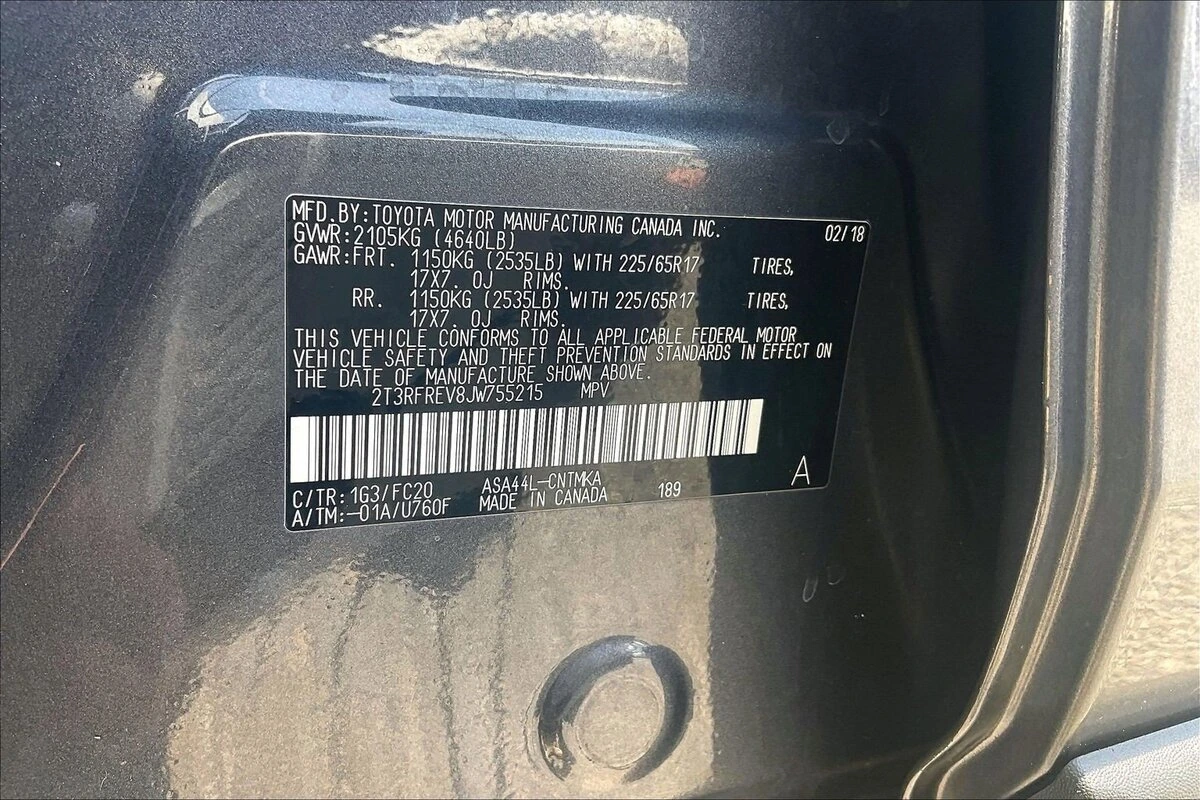 MFD.BY:TOYOTA MOTOR MANUFACTURING CANADA INC. 02/18
GVWR:2105KG (4640LB)
GAWR:FRT. 1150KG (2535LB) WITH 225/65R17 TIRES,
17X7. OJ RIMS.
RR. 1150KG (2535LB) WITH 225/65R17 TIRES,
17X7. OJ RIMS.
THIS VEHICLE CONFORMS TO ALL APPLICABLE FEDERAL MOTOR
VEHICLE SAFETY AND THEFT PREVENTION STANDARDS IN EFFECT ON
THE DATE OF MANUFACTURE SHOWN ABOVE.
2T3RFREV8JW755215 MPV
C/TR:1G3/FC20 ASA44L-CNTMKA 189 A
A/TM:-01A/U760F MADE IN CANADA